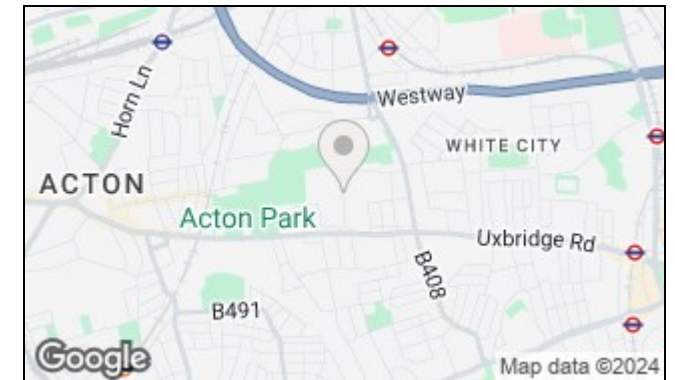 Horn Ln
Westway
WHITE CITY
ACTON
Acton Park
Uxbridge Rd
B408
B491
Google
Map data ©2024